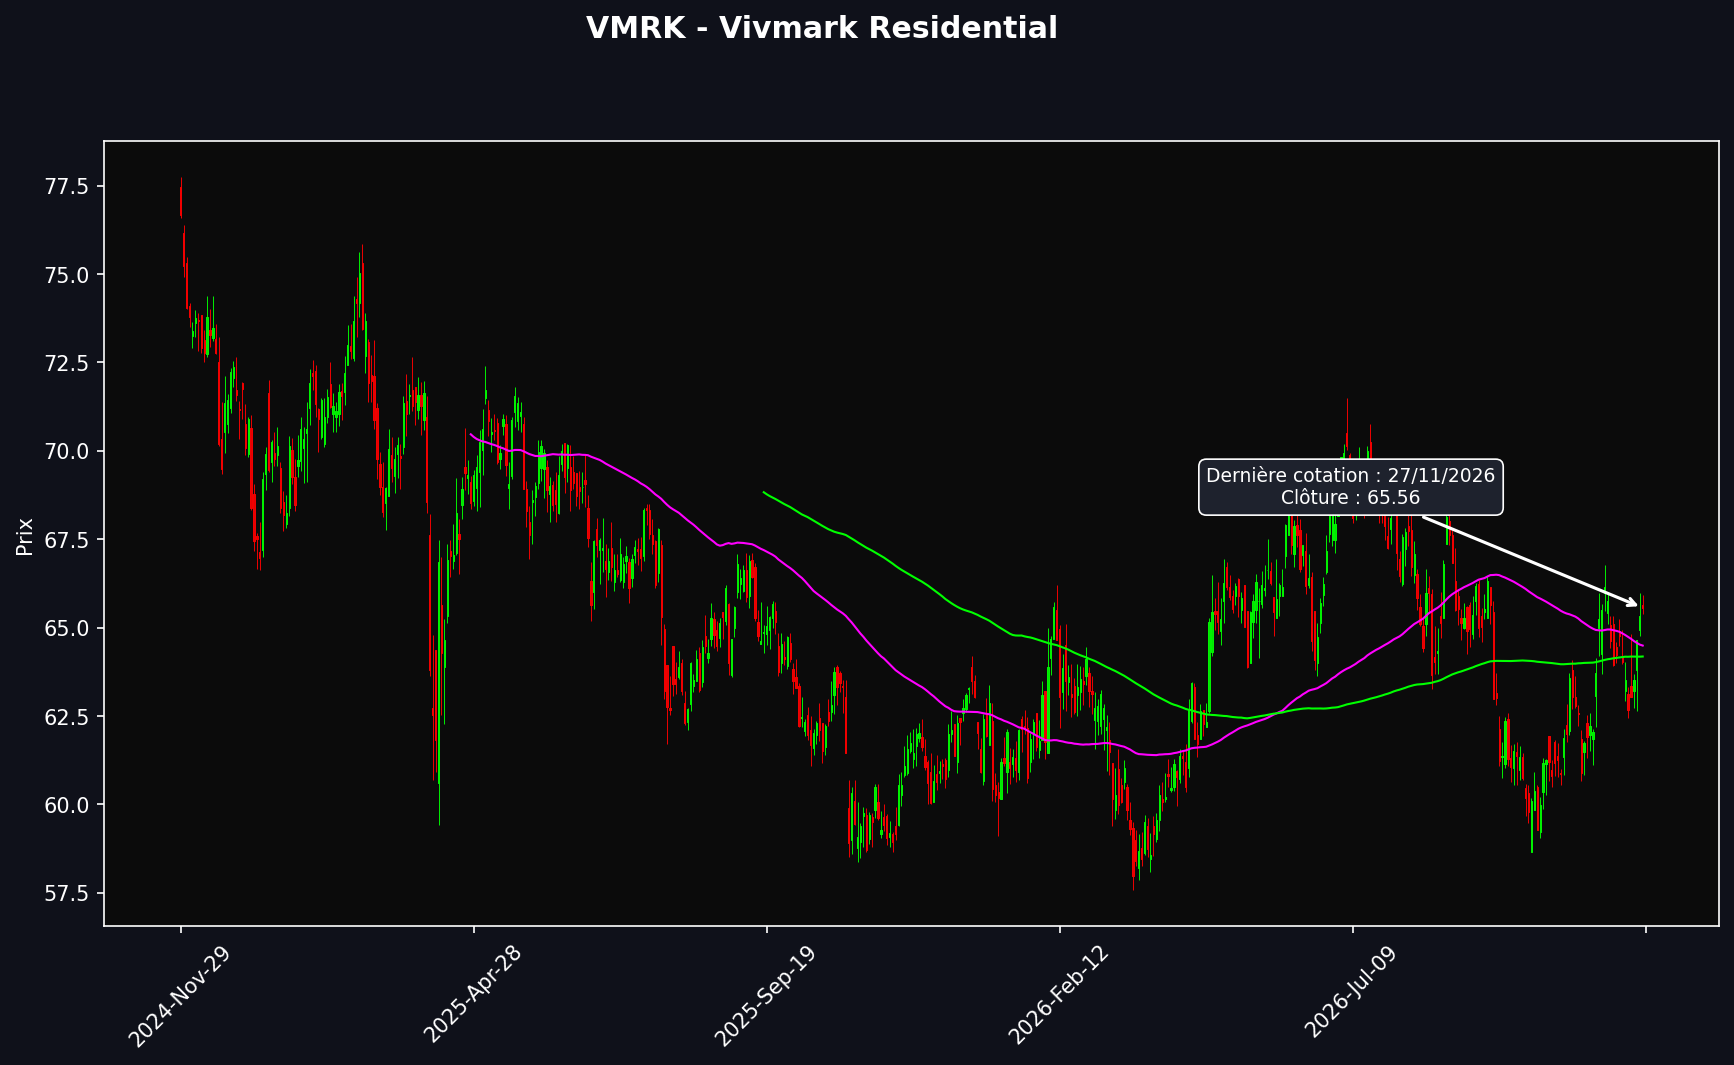 VMRK - Vivmark Residential
Prix
77.5
75.0
72.5
70.0
67.5
65.0
62.5
60.0
57.5
Dernière cotation : 27/11/2026
Clôture : 65.56
2024-Nov-29
2025-Apr-28
2025-Sep-19
2026-Feb-12
2026-Jul-09